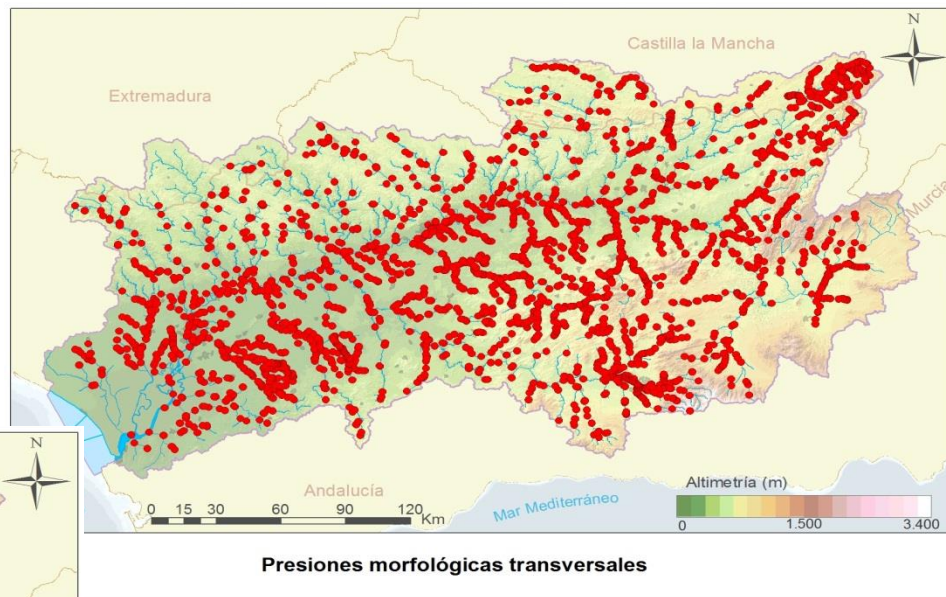 Castilla la Mancha
N
Extremadura
Murcia
N
Andalucía
Mar Mediterráneo
Altimetría (m)
0 15 30 60 90 120
Km
0 1.500 3.400
Presiones morfológicas transversales